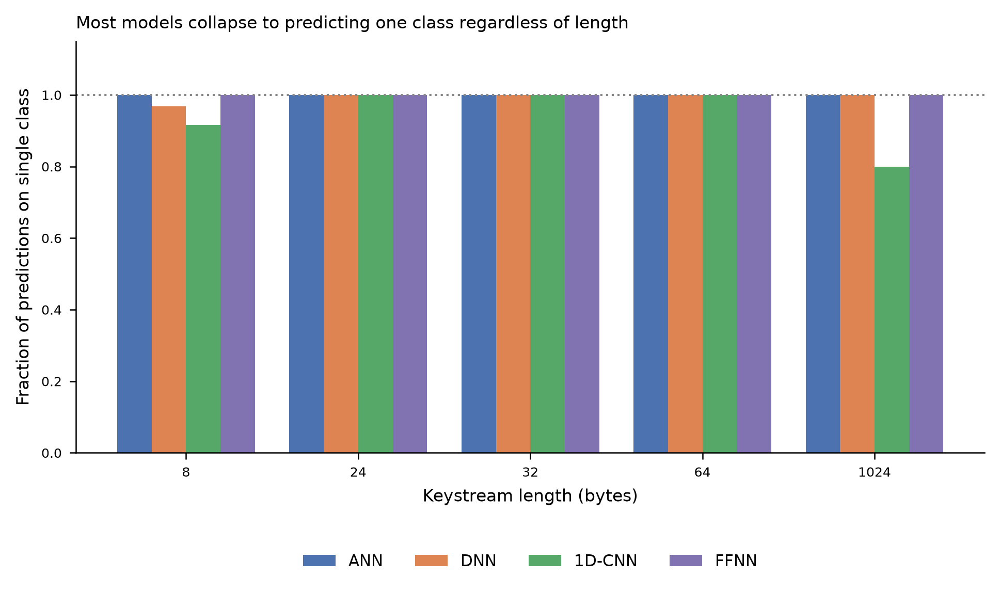 Most models collapse to predicting one class regardless of length
Fraction of predictions on single class
1.0
0.8
0.6
0.4
0.2
0.0
8 24 32 64 1024
Keystream length (bytes)
ANN DNN 1D-CNN FFNN